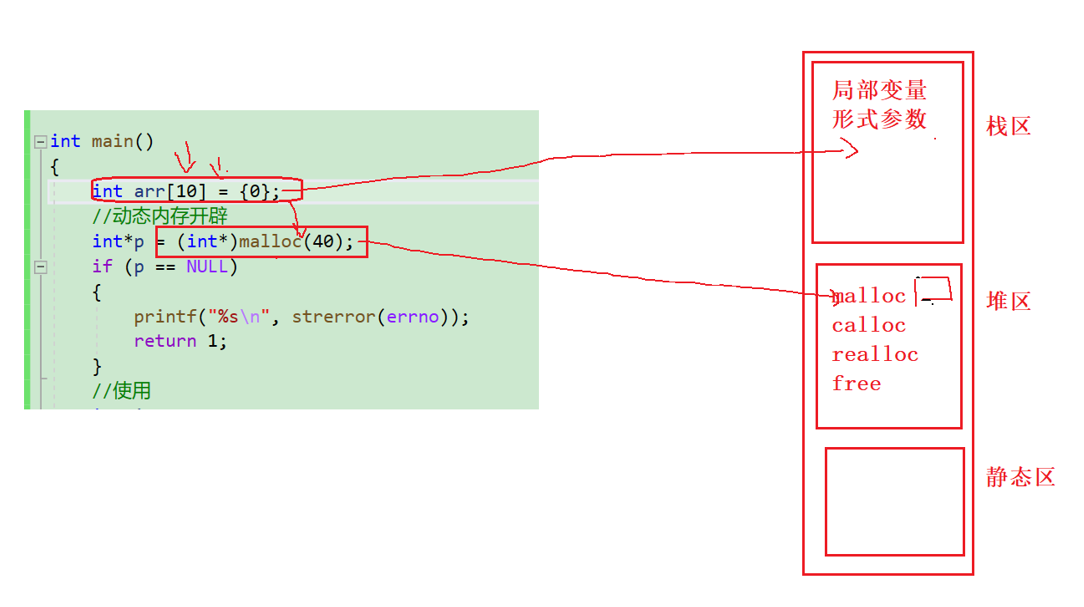 int main()
{
int arr[10] = {0};
//动态内存开辟
int*p = (int*)malloc(40);
if (p == NULL)
{
printf("%s\n", strerror(errno));
return 1;
}
//使用
局部变量
形式参数
栈区
malloc
calloc
realloc
free
堆区
静态区